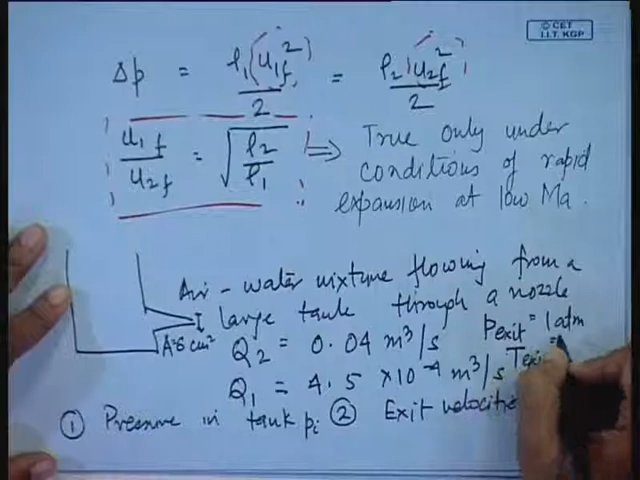 © CET
I.I.T. KGP
Δp = ρ₁(u₁f²)/2 = ρ₂(u₂f²)/2
u₁f/u₂f = √(ρ₂/ρ₁) ⇒ True only under
conditions of rapid
expansion at low Ma.
Air - water mixture flowing from a
large tank through a nozzle
A=8 cm²
Q₂ = 0.04 m³/s Pexit = 1 atm
Q₁ = 4.5 × 10⁻⁴ m³/s Texi =
① Pressure in tank pi ② Exit velocitie